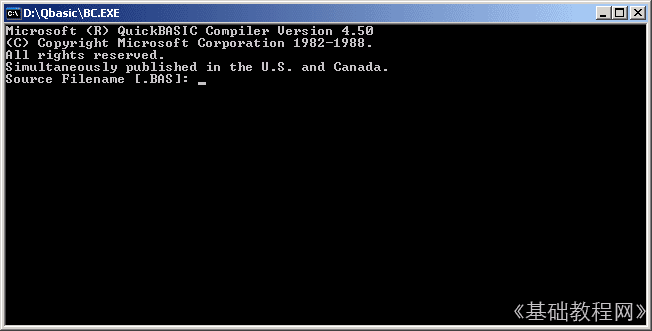 D:\Qbasic\BC.EXE
Microsoft (R) QuickBASIC Compiler Version 4.50
(C) Copyright Microsoft Corporation 1982-1988.
All rights reserved.
Simultaneously published in the U.S. and Canada.
Source Filename [.BAS]: _
《基础教程网》